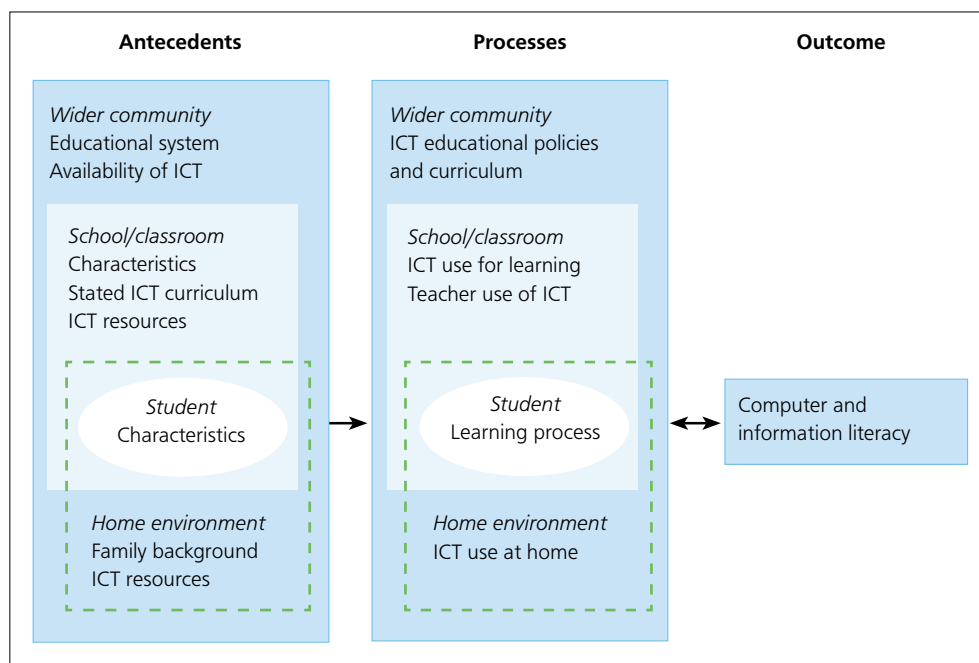 Antecedents
Processes
Outcome
Wider community
Educational system
Availability of ICT
School/classroom
Characteristics
Stated ICT curriculum
ICT resources
Student
Characteristics
Home environment
Family background
ICT resources
Wider community
ICT educational policies
and curriculum
School/classroom
ICT use for learning
Teacher use of ICT
Student
Learning process
Home environment
ICT use at home
Computer and
information literacy